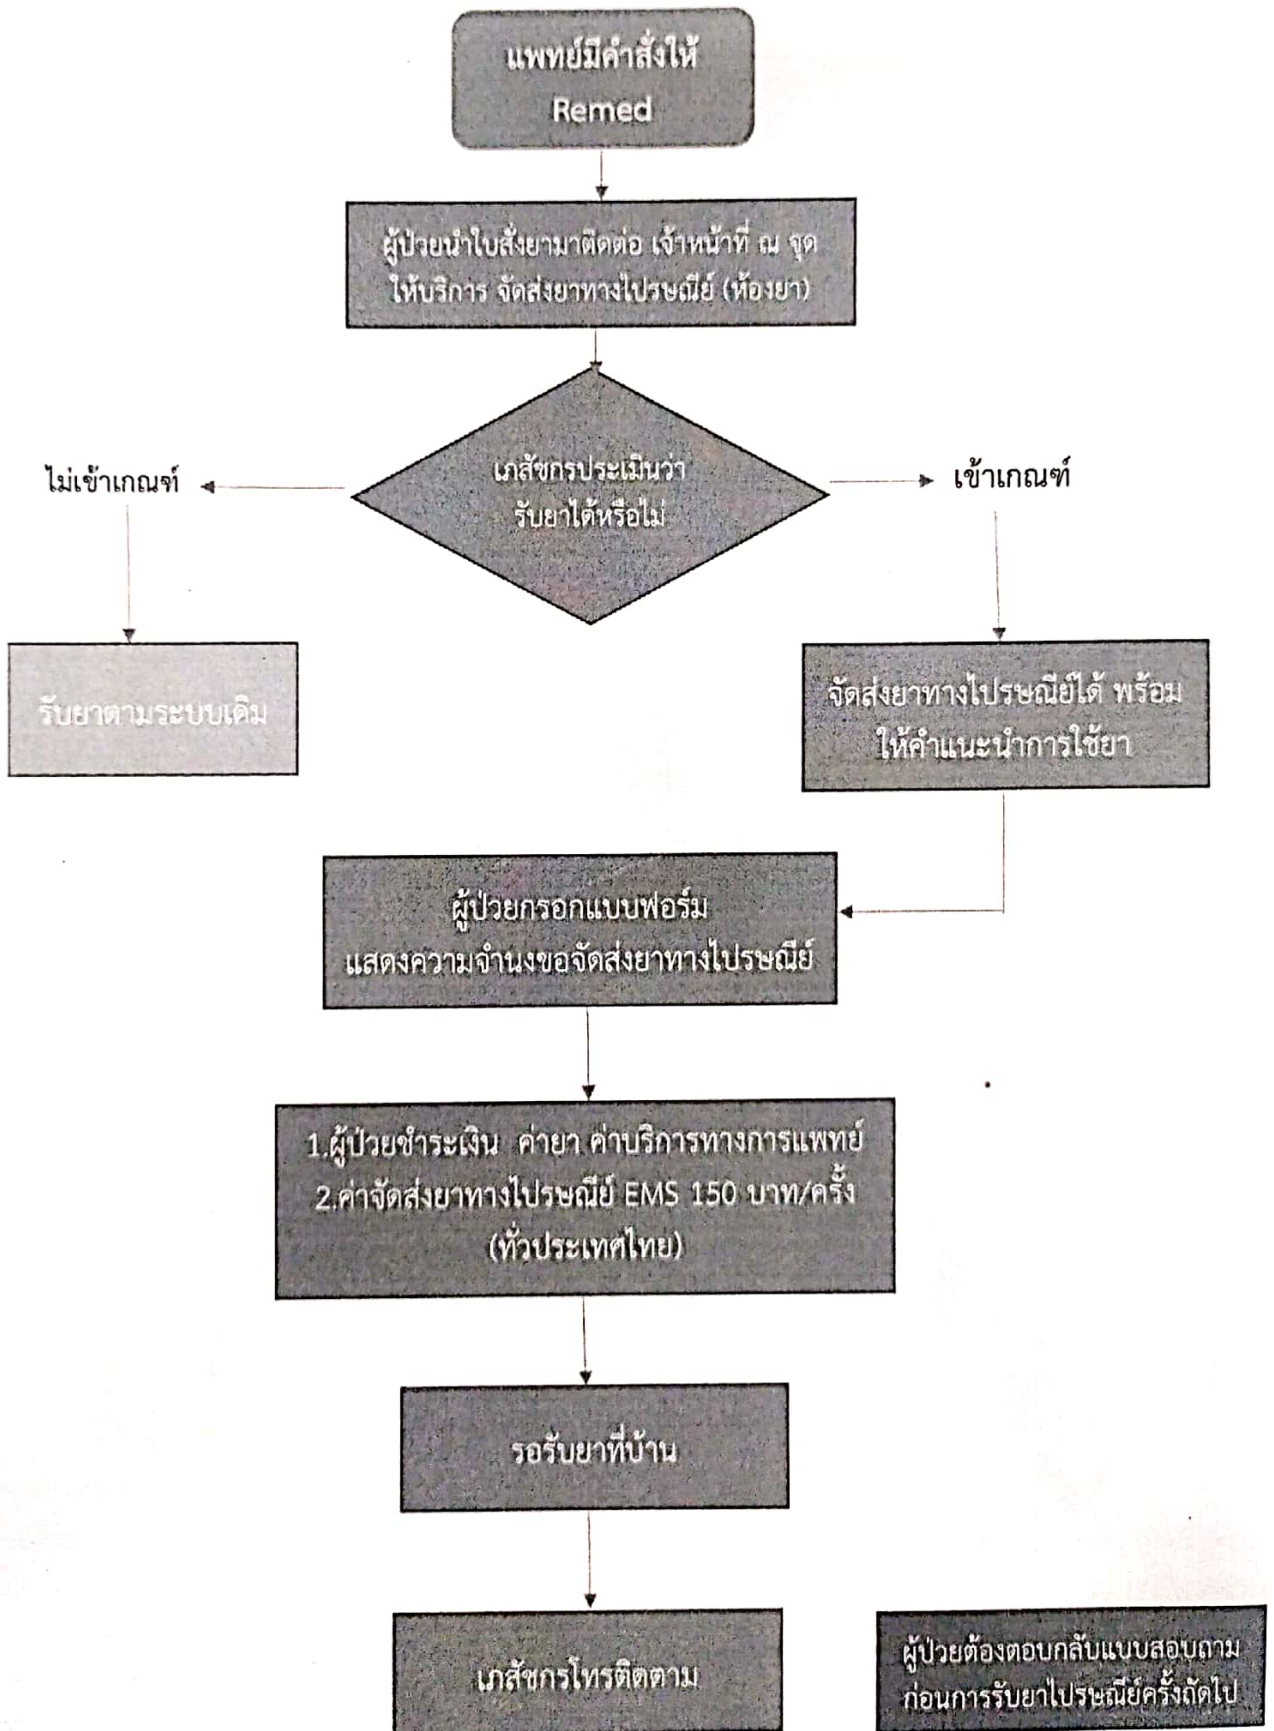 แพทย์มีคำสั่งให้
Remed
ผู้ป่วยนำใบสั่งยามาติดต่อ เจ้าหน้าที่ ณ จุด
ให้บริการ จัดส่งยาทางไปรษณีย์ (ห้องยา)
เภสัชกรประเมินว่า
รับยาได้หรือไม่
ไม่เข้าเกณฑ์
เข้าเกณฑ์
รับยาตามระบบเดิม
จัดส่งยาทางไปรษณีย์ได้ พร้อม
ให้คำแนะนำการใช้ยา
ผู้ป่วยกรอกแบบฟอร์ม
แสดงความจำนงขอจัดส่งยาทางไปรษณีย์
1.ผู้ป่วยชำระเงิน ค่ายา ค่าบริการทางการแพทย์
2.ค่าจัดส่งยาทางไปรษณีย์ EMS 150 บาท/ครั้ง
(ทั่วประเทศไทย)
รอรับยาที่บ้าน
เภสัชกรโทรติดตาม
ผู้ป่วยต้องตอบกลับแบบสอบถาม
ก่อนการรับยาไปรษณีย์ครั้งถัดไป